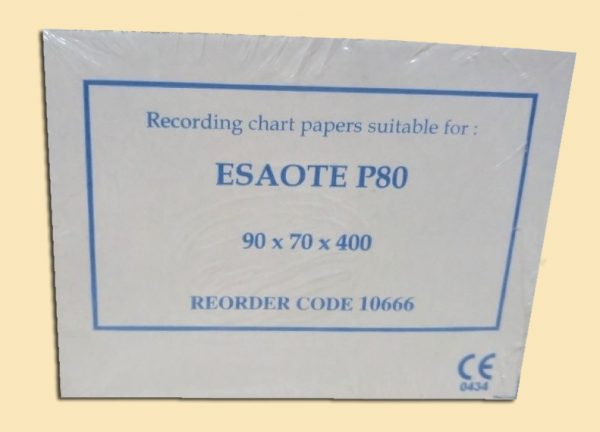 Recording chart papers suitable for :
ESAOTE P80
90 x 70 x 400
REORDER CODE 10666
CE
0434